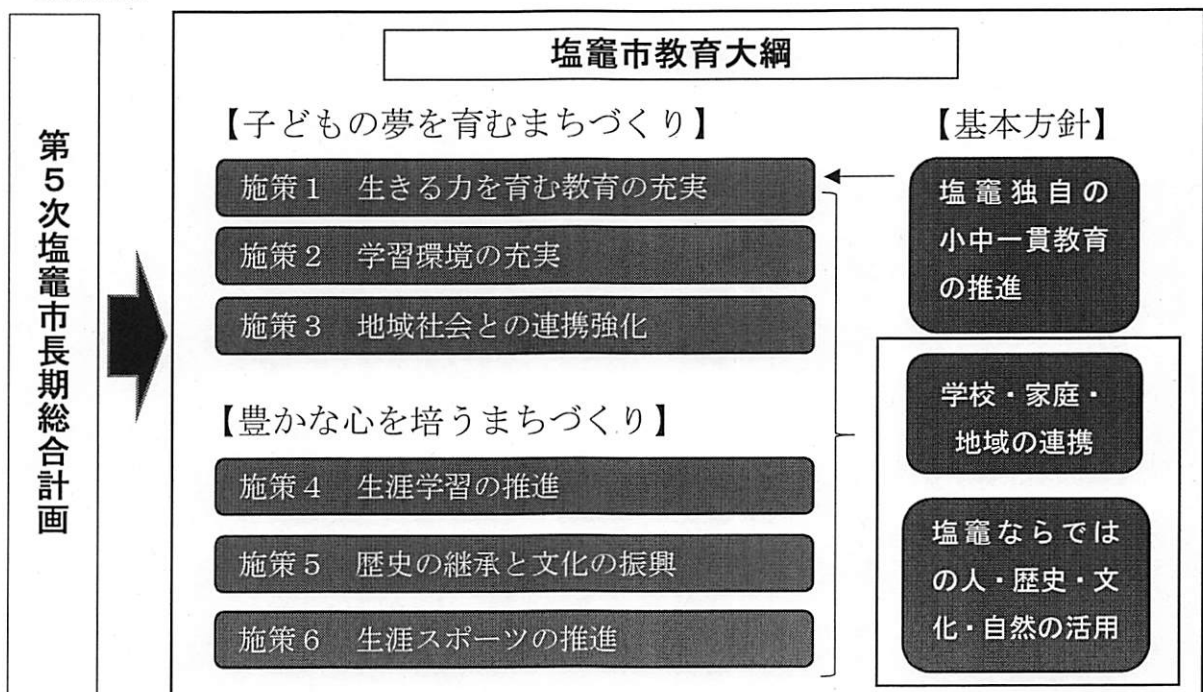 第5次塩竈市長期総合計画
塩竈市教育大綱
【子どもの夢を育むまちづくり】
施策1 生きる力を育む教育の充実
施策2 学習環境の充実
施策3 地域社会との連携強化
【豊かな心を培うまちづくり】
施策4 生涯学習の推進
施策5 歴史の継承と文化の振興
施策6 生涯スポーツの推進
【基本方針】
塩竈独自の
小中一貫教育
の推進
学校・家庭・
地域の連携
塩竈ならでは
の人・歴史・文
化・自然の活用